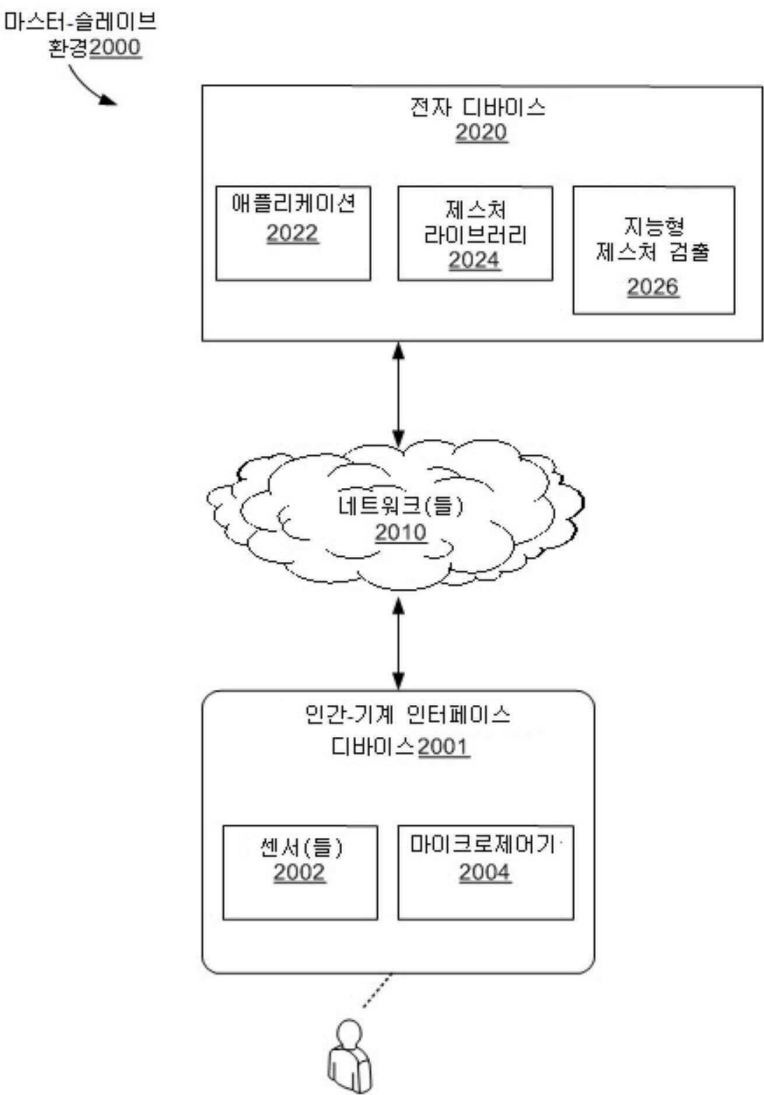 마스터-슬레이브
환경2000
전자 디바이스
2020
애플리케이션
2022
제스처
라이브러리
2024
지능형
제스처 검출
2026
네트워크(들)
2010
인간-기계 인터페이스
디바이스2001
센서(들)
2002
마이크로제어기
2004